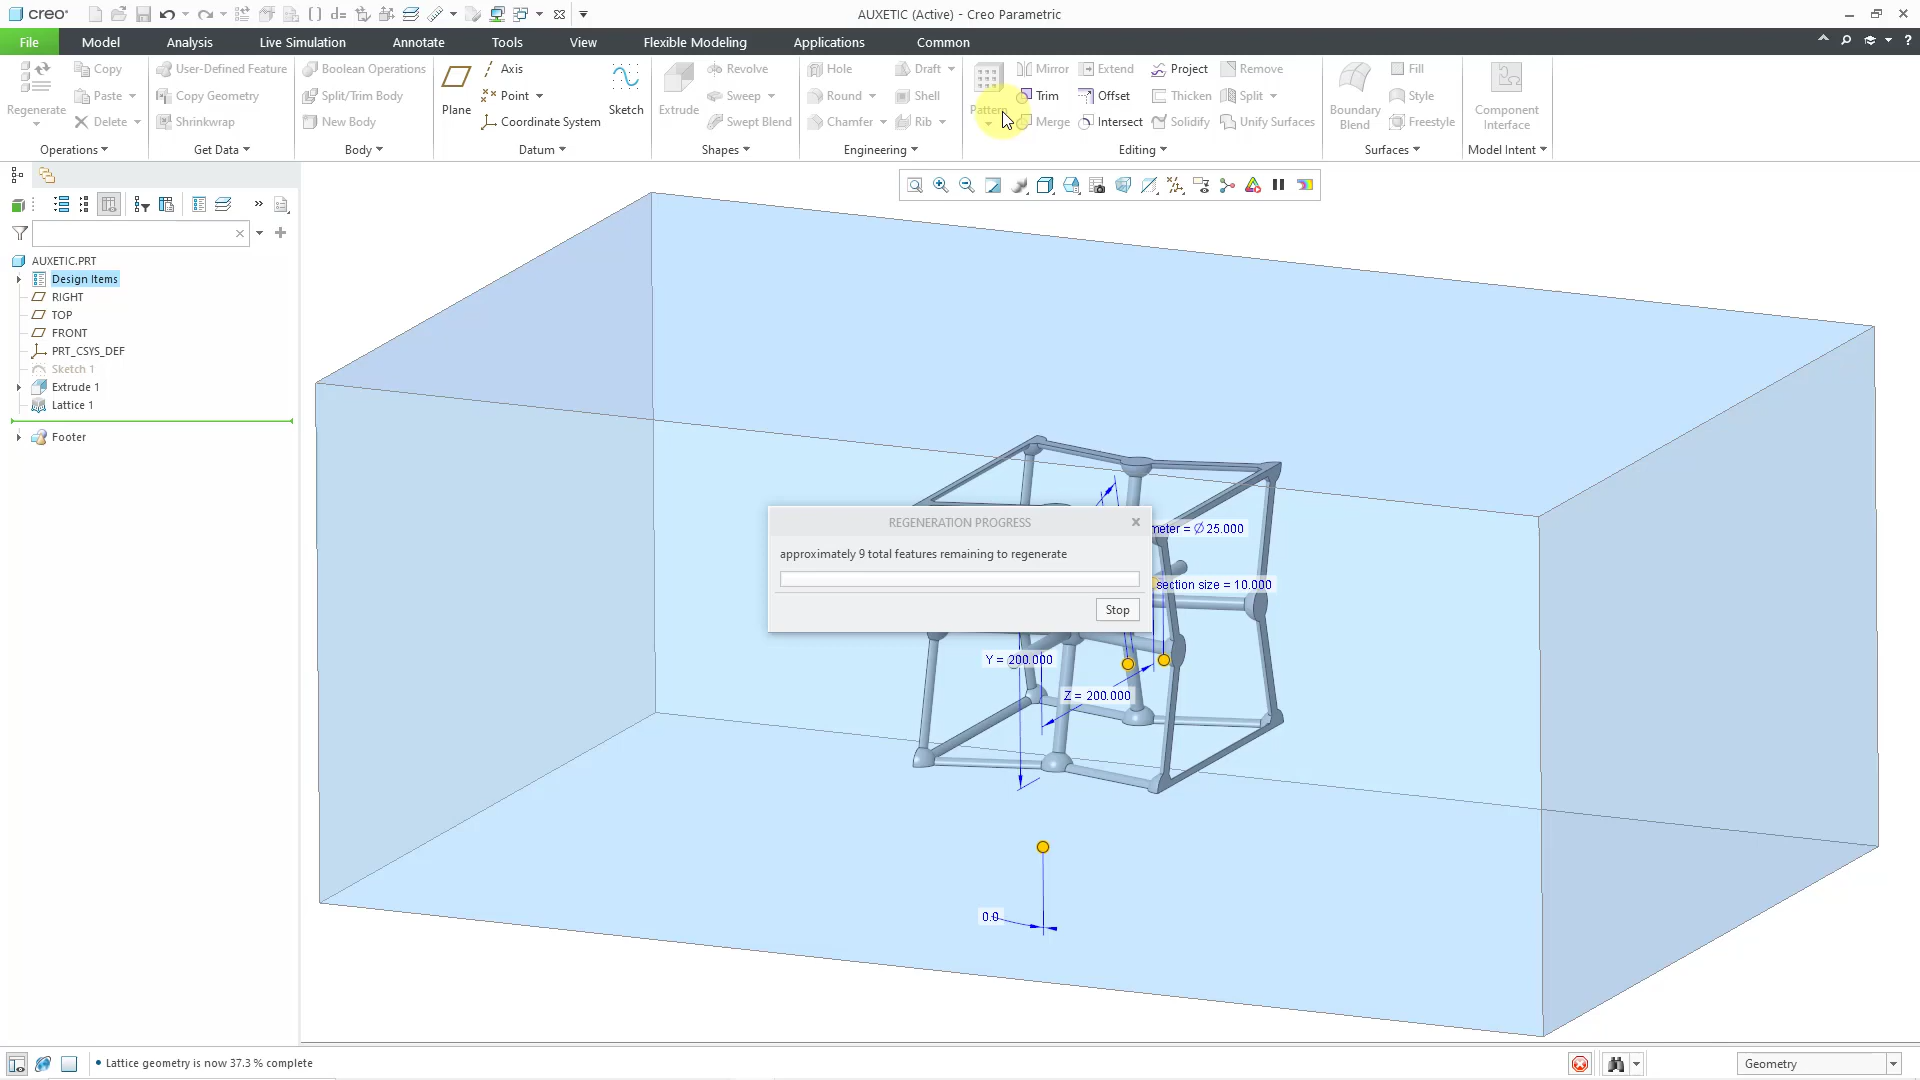 creo
AUXETIC (Active) - Creo Parametric
File
Model
Analysis
Live Simulation
Annotate
Tools
View
Flexible Modeling
Applications
Common
Regenerate
Copy
Paste
Delete
Operations
User-Defined Feature
Copy Geometry
Shrinkwrap
Get Data
Boolean Operations
Split/Trim Body
New Body
Body
Plane
Axis
Point
Coordinate System
Sketch
Datum
Extrude
Revolve
Sweep
Swept Blend
Shapes
Hole
Round
Chamfer
Draft
Shell
Rib
Engineering
Pattern
Mirror
Trim
Merge
Extend
Offset
Intersect
Project
Thicken
Solidify
Remove
Split
Unify Surfaces
Editing
Boundary
Blend
Fill
Style
Freestyle
Surfaces
Component
Interface
Model Intent
AUXETIC.PRT
Design Items
RIGHT
TOP
FRONT
PRT_CSYS_DEF
Sketch 1
Extrude 1
Lattice 1
Footer
REGENERATION PROGRESS
approximately 9 total features remaining to regenerate
Stop
meter = Ø 25.000
section size = 10.000
Y = 200.000
Z = 200.000
0.0
• Lattice geometry is now 37.3 % complete
Geometry